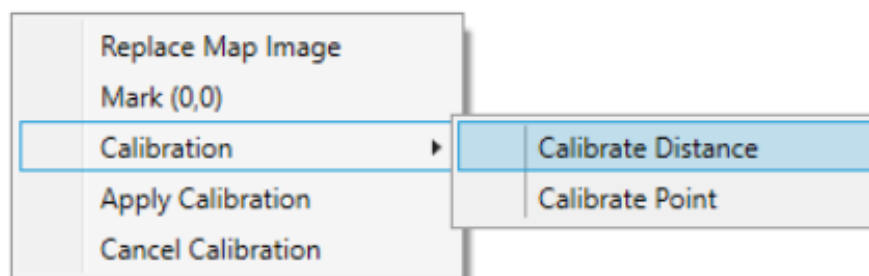 Replace Map Image
Mark (0,0)
Calibration
Calibrate Distance
Apply Calibration
Calibrate Point
Cancel Calibration